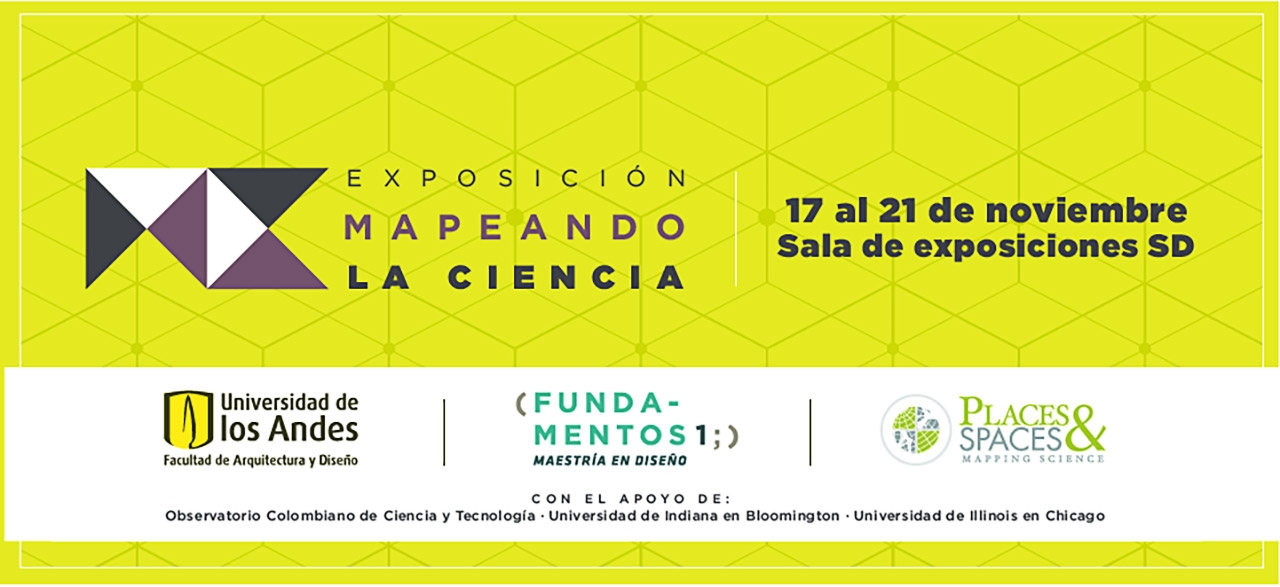 EXPOSICIÓN
MAPEANDO
LA CIENCIA
17 al 21 de noviembre
Sala de exposiciones SD
Universidad de
los Andes
Facultad de Arquitectura y Diseño
(FUNDA-
MENTOS1;)
MAESTRÍA EN DISEÑO
PLACES&
SPACES
MAPPING SCIENCE
CON EL APOYO DE:
Observatorio Colombiano de Ciencia y Tecnología · Universidad de Indiana en Bloomington · Universidad de Illinois en Chicago